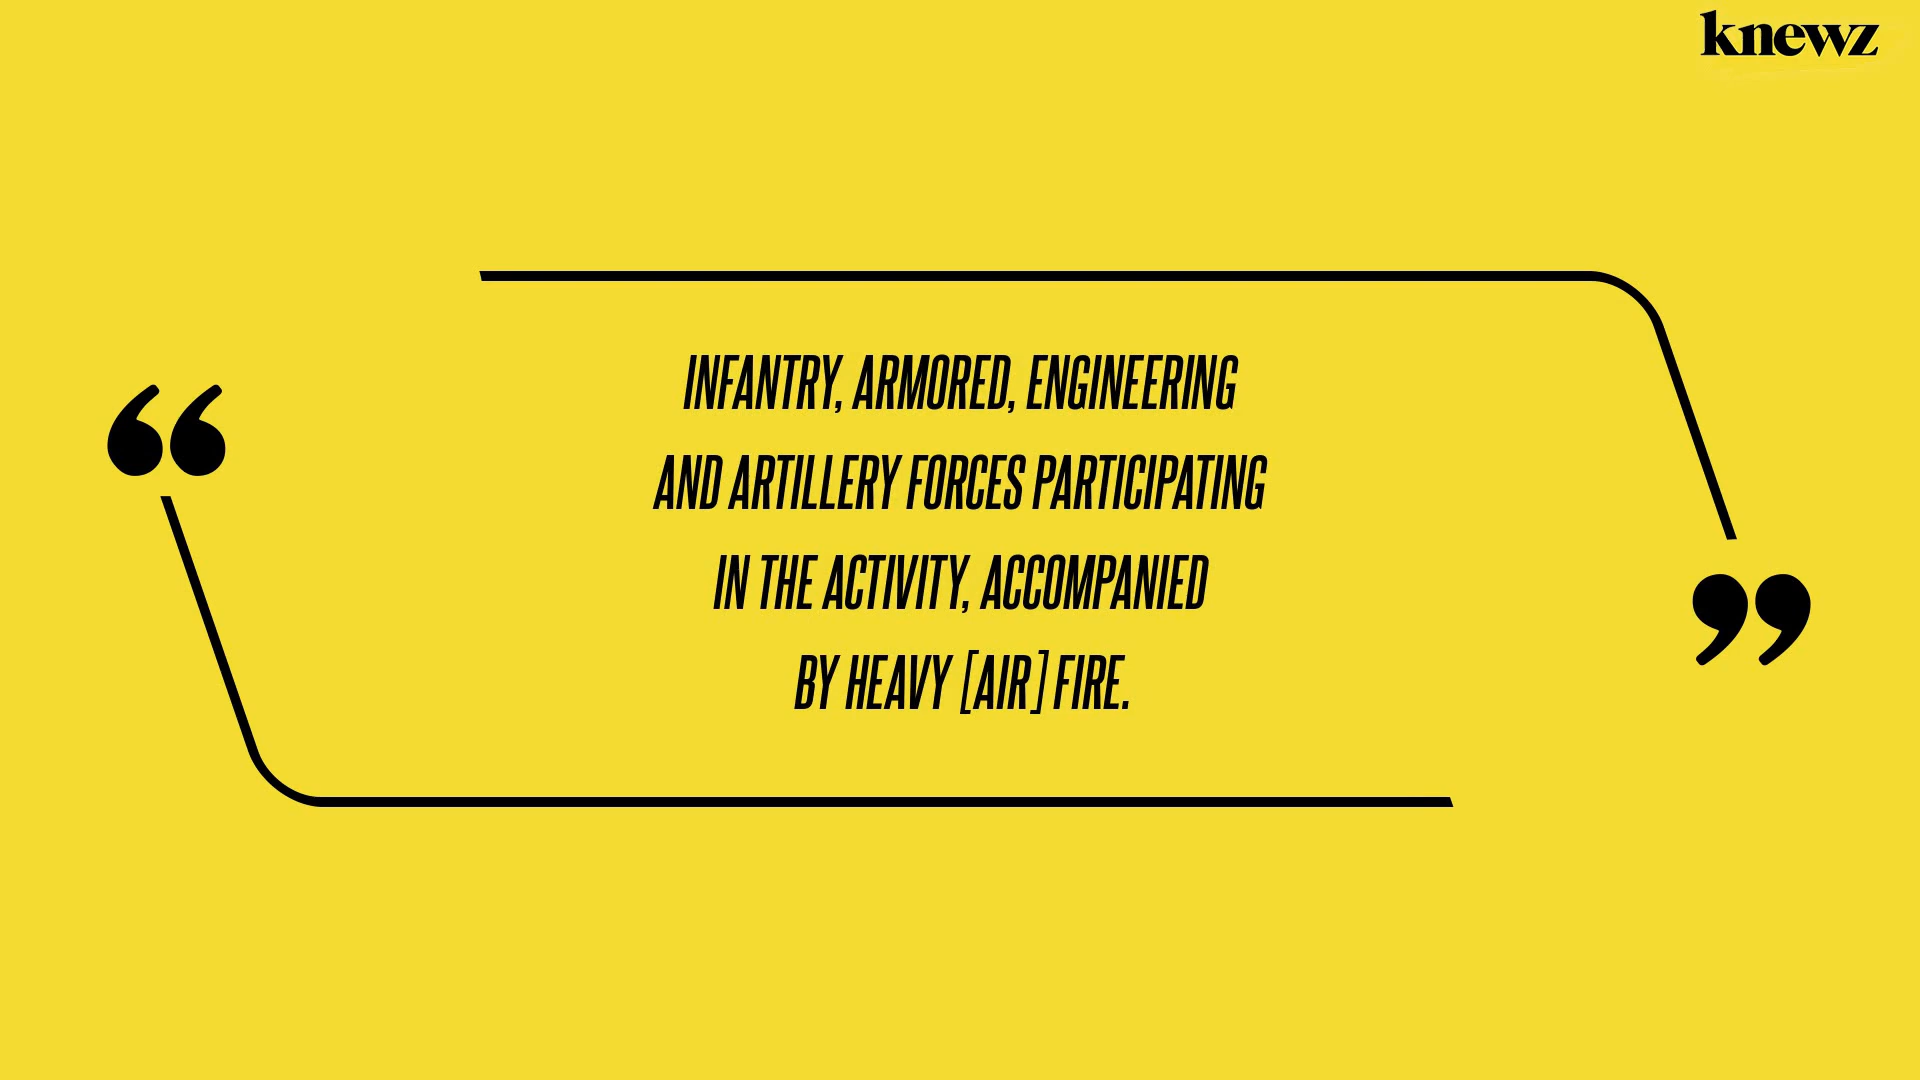 knewz
“
INFANTRY, ARMORED, ENGINEERING
AND ARTILLERY FORCES PARTICIPATING
IN THE ACTIVITY, ACCOMPANIED
BY HEAVY [AIR] FIRE.
”